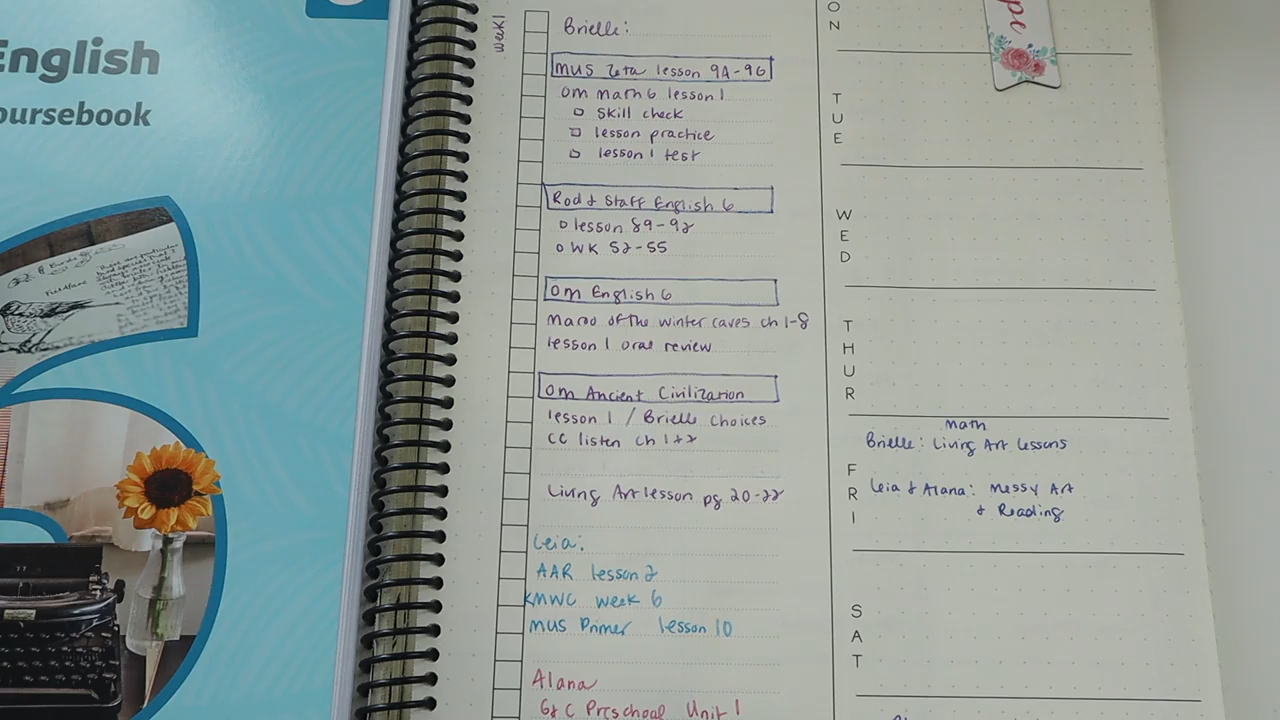 English
oursebook
week 1
Brielle:
MUS Zeta lesson 9A-9G
OM math 6 lesson 1
skill check
lesson practice
lesson 1 test
Rod & Staff English 6
lesson 89-92
WK 52-55
OM English 6
Maroo of the winter caves ch 1-8
lesson 1 oral review
OM Ancient Civilization
lesson 1 / Brielle choices
CC listen ch 1+2
Living Art lesson pg 20-22
Leia:
AAR lesson 2
KMWC week 6
MUS Primer lesson 10
Alana
G&C Preschool Unit 1
ON
TUE
WED
THUR
FRI
math
Brielle: Living Art Lessons
Leia & Alana: Messy Art
& Reading
SAT